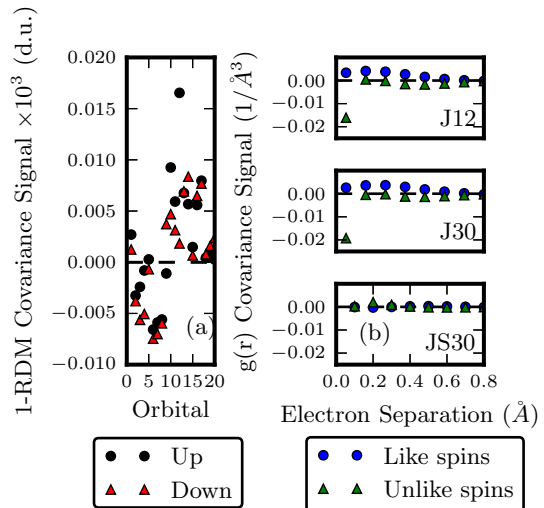 1-RDM Covariance Signal ×10³ (d.u.)
0.020
0.015
0.010
0.005
0.000
−0.005
−0.010
(a)
0 5 10 15 20
Orbital
Up
Down
g(r) Covariance Signal (1/Å³)
0.00
−0.01
−0.02
J12
0.00
−0.01
−0.02
J30
0.00
−0.01
−0.02
(b)
JS30
0.0 0.2 0.4 0.6 0.8
Electron Separation (Å)
Like spins
Unlike spins